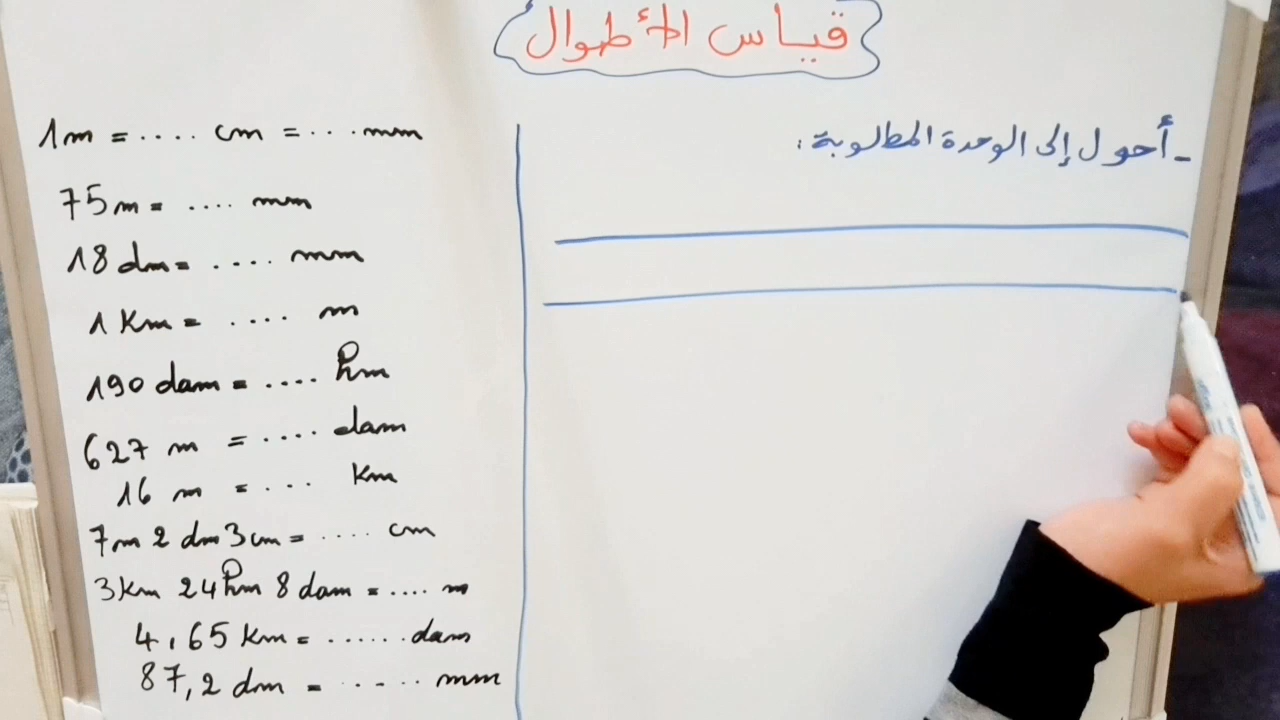 قياس الأطوال
- أحول إلى الوحدة المطلوبة :
1m = .... cm = ... mm
75m = .... mm
18 dm = .... mm
1 Km = .... m
190 dam = .... hm
627 m = .... dam
16 m = ... Km
7m 2 dm 3cm = .... cm
3Km 24hm 8 dam = .... m
4,65 Km = ...... dam
87,2 dm = ..... mm